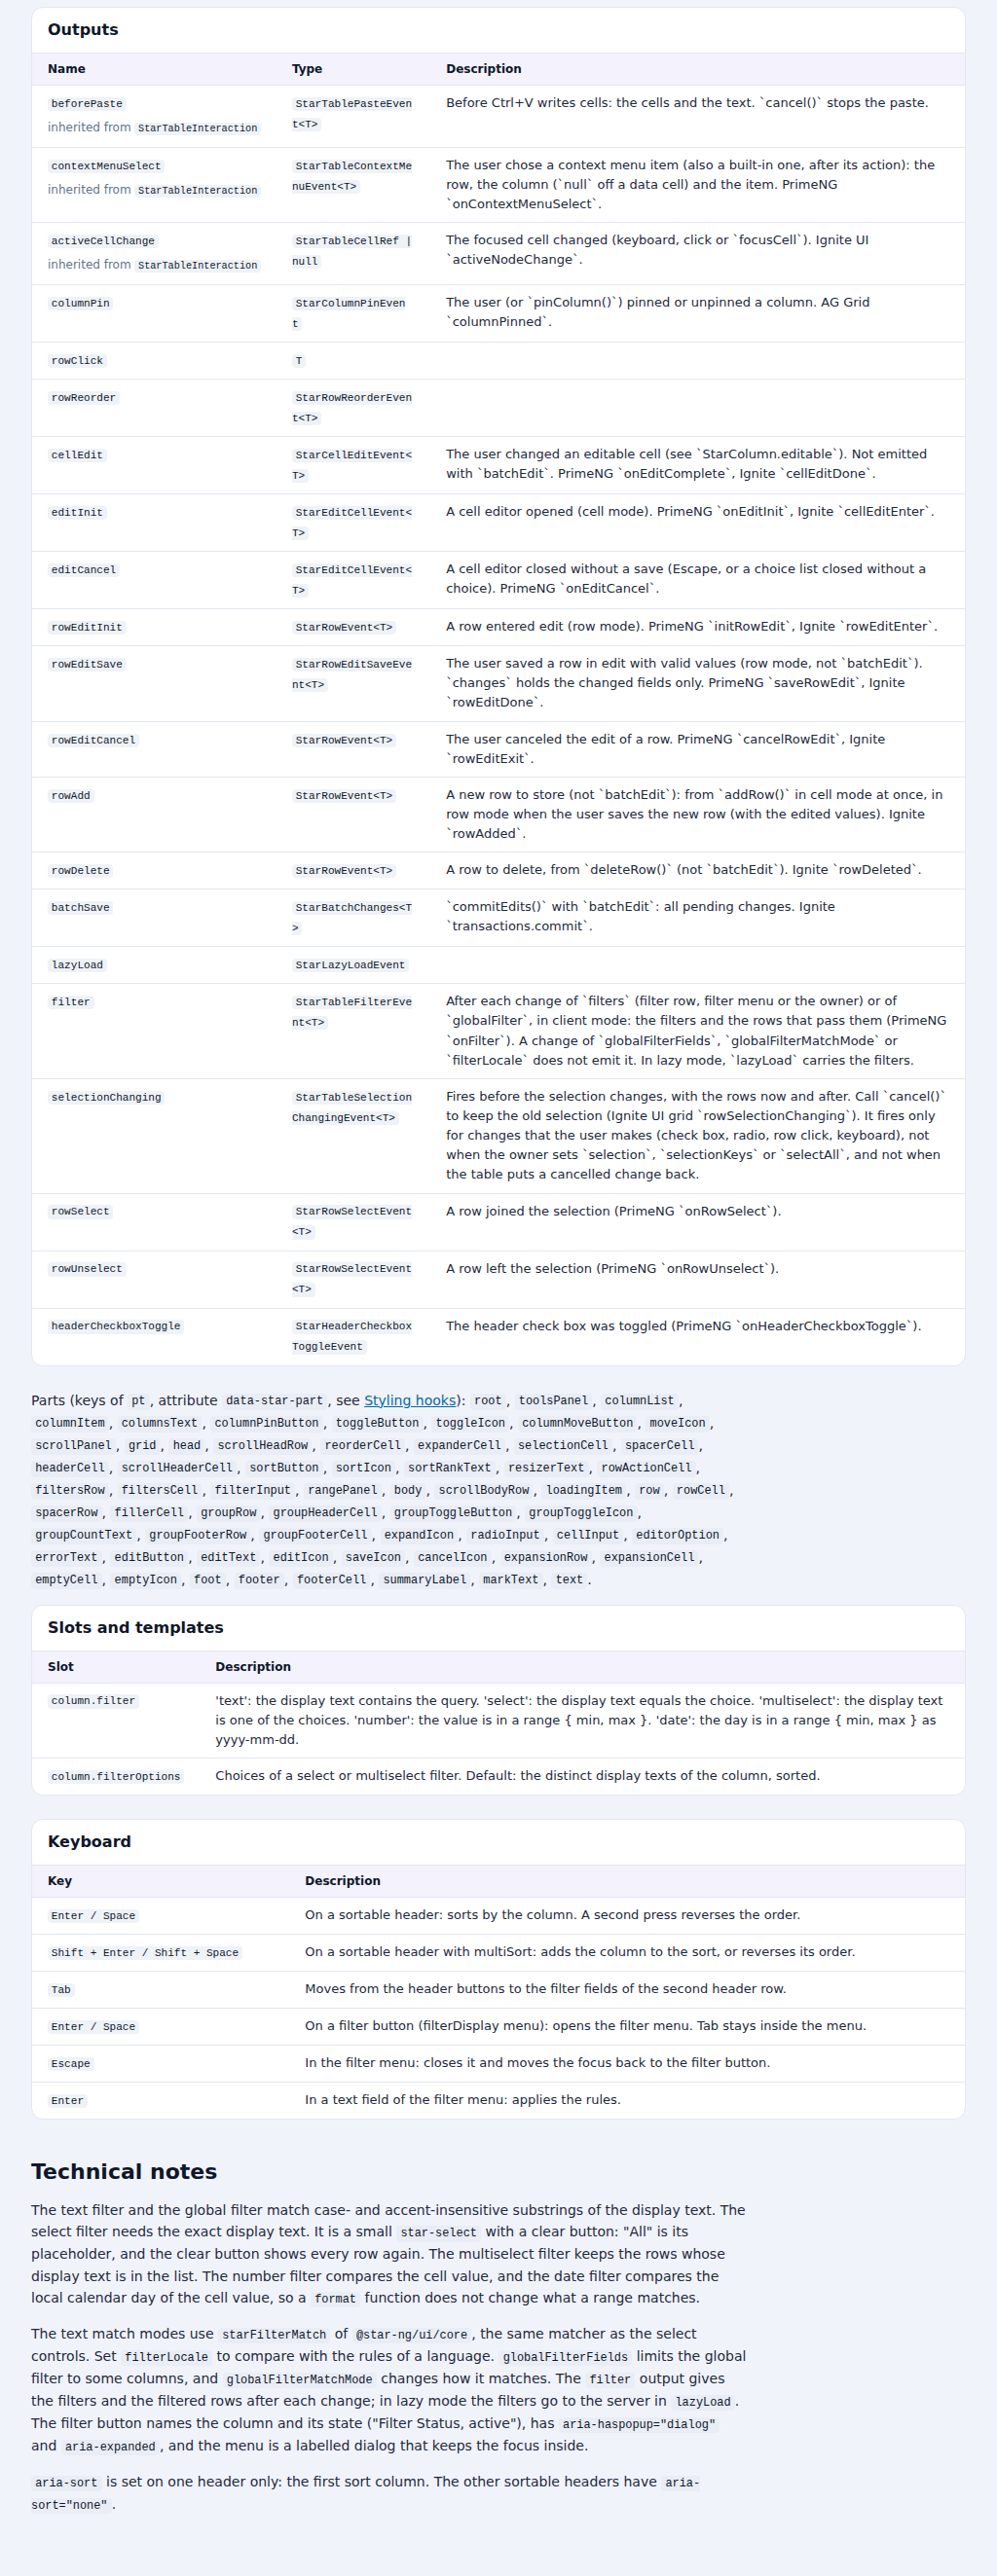 Outputs
Name Type Description
beforePaste StarTablePasteEven Before Ctrl+V writes cells: the cells and the text. `cancel()` stops the paste.
inherited from StarTableInteraction t<T>
contextMenuSelect StarTableContextMe The user chose a context menu item (also a built-in one, after its action): the
inherited from StarTableInteraction nuEvent<T> row, the column (`null` off a data cell) and the item. PrimeNG
`onContextMenuSelect`.
activeCellChange StarTableCellRef | The focused cell changed (keyboard, click or `focusCell`). Ignite UI
inherited from StarTableInteraction null `activeNodeChange`.
columnPin StarColumnPinEven The user (or `pinColumn()`) pinned or unpinned a column. AG Grid
t `columnPinned`.
rowClick T
rowReorder StarRowReorderEven
t<T>
cellEdit StarCellEditEvent< The user changed an editable cell (see `StarColumn.editable`). Not emitted
T> with `batchEdit`. PrimeNG `onEditComplete`, Ignite `cellEditDone`.
editInit StarEditCellEvent< A cell editor opened (cell mode). PrimeNG `onEditInit`, Ignite `cellEditEnter`.
T>
editCancel StarEditCellEvent< A cell editor closed without a save (Escape, or a choice list closed without a
T> choice). PrimeNG `onEditCancel`.
rowEditInit StarRowEvent<T> A row entered edit (row mode). PrimeNG `initRowEdit`, Ignite `rowEditEnter`.
rowEditSave StarRowEditSaveEve The user saved a row in edit with valid values (row mode, not `batchEdit`).
nt<T> `changes` holds the changed fields only. PrimeNG `saveRowEdit`, Ignite
`rowEditDone`.
rowEditCancel StarRowEvent<T> The user canceled the edit of a row. PrimeNG `cancelRowEdit`, Ignite
`rowEditExit`.
rowAdd StarRowEvent<T> A new row to store (not `batchEdit`): from `addRow()` in cell mode at once, in
row mode when the user saves the new row (with the edited values). Ignite
`rowAdded`.
rowDelete StarRowEvent<T> A row to delete, from `deleteRow()` (not `batchEdit`). Ignite `rowDeleted`.
batchSave StarBatchChanges<T `commitEdits()` with `batchEdit`: all pending changes. Ignite
> `transactions.commit`.
lazyLoad StarLazyLoadEvent
filter StarTableFilterEve After each change of `filters` (filter row, filter menu or the owner) or of
nt<T> `globalFilter`, in client mode: the filters and the rows that pass them (PrimeNG
`onFilter`). A change of `globalFilterFields`, `globalFilterMatchMode` or
`filterLocale` does not emit it. In lazy mode, `lazyLoad` carries the filters.
selectionChanging StarTableSelection Fires before the selection changes, with the rows now and after. Call `cancel()`
ChangingEvent<T> to keep the old selection (Ignite UI grid `rowSelectionChanging`). It fires only
for changes that the user makes (check box, radio, row click, keyboard), not
when the owner sets `selection`, `selectionKeys` or `selectAll`, and not when
the table puts a cancelled change back.
rowSelect StarRowSelectEvent A row joined the selection (PrimeNG `onRowSelect`).
<T>
rowUnselect StarRowSelectEvent A row left the selection (PrimeNG `onRowUnselect`).
<T>
headerCheckboxToggle StarHeaderCheckbox The header check box was toggled (PrimeNG `onHeaderCheckboxToggle`).
ToggleEvent
Parts (keys of pt, attribute data-star-part, see Styling hooks): root, toolsPanel, columnList,
columnItem, columnsText, columnPinButton, toggleButton, toggleIcon, columnMoveButton, moveIcon,
scrollPanel, grid, head, scrollHeadRow, reorderCell, expanderCell, selectionCell, spacerCell,
headerCell, scrollHeaderCell, sortButton, sortIcon, sortRankText, resizerText, rowActionCell,
filtersRow, filtersCell, filterInput, rangePanel, body, scrollBodyRow, loadingItem, row, rowCell,
spacerRow, fillerCell, groupRow, groupHeaderCell, groupToggleButton, groupToggleIcon,
groupCountText, groupFooterRow, groupFooterCell, expandIcon, radioInput, cellInput, editorOption,
errorText, editButton, editText, editIcon, saveIcon, cancelIcon, expansionRow, expansionCell,
emptyCell, emptyIcon, foot, footer, footerCell, summaryLabel, markText, text.
Slots and templates
Slot Description
column.filter 'text': the display text contains the query. 'select': the display text equals the choice. 'multiselect': the display text
is one of the choices. 'number': the value is in a range { min, max }. 'date': the day is in a range { min, max } as
yyyy-mm-dd.
column.filterOptions Choices of a select or multiselect filter. Default: the distinct display texts of the column, sorted.
Keyboard
Key Description
Enter / Space On a sortable header: sorts by the column. A second press reverses the order.
Shift + Enter / Shift + Space On a sortable header with multiSort: adds the column to the sort, or reverses its order.
Tab Moves from the header buttons to the filter fields of the second header row.
Enter / Space On a filter button (filterDisplay menu): opens the filter menu. Tab stays inside the menu.
Escape In the filter menu: closes it and moves the focus back to the filter button.
Enter In a text field of the filter menu: applies the rules.
Technical notes
The text filter and the global filter match case- and accent-insensitive substrings of the display text. The
select filter needs the exact display text. It is a small star-select with a clear button: "All" is its
placeholder, and the clear button shows every row again. The multiselect filter keeps the rows whose
display text is in the list. The number filter compares the cell value, and the date filter compares the
local calendar day of the cell value, so a format function does not change what a range matches.
The text match modes use starFilterMatch of @star-ng/ui/core, the same matcher as the select
controls. Set filterLocale to compare with the rules of a language. globalFilterFields limits the global
filter to some columns, and globalFilterMatchMode changes how it matches. The filter output gives
the filters and the filtered rows after each change; in lazy mode the filters go to the server in lazyLoad.
The filter button names the column and its state ("Filter Status, active"), has aria-haspopup="dialog"
and aria-expanded, and the menu is a labelled dialog that keeps the focus inside.
aria-sort is set on one header only: the first sort column. The other sortable headers have aria-
sort="none".